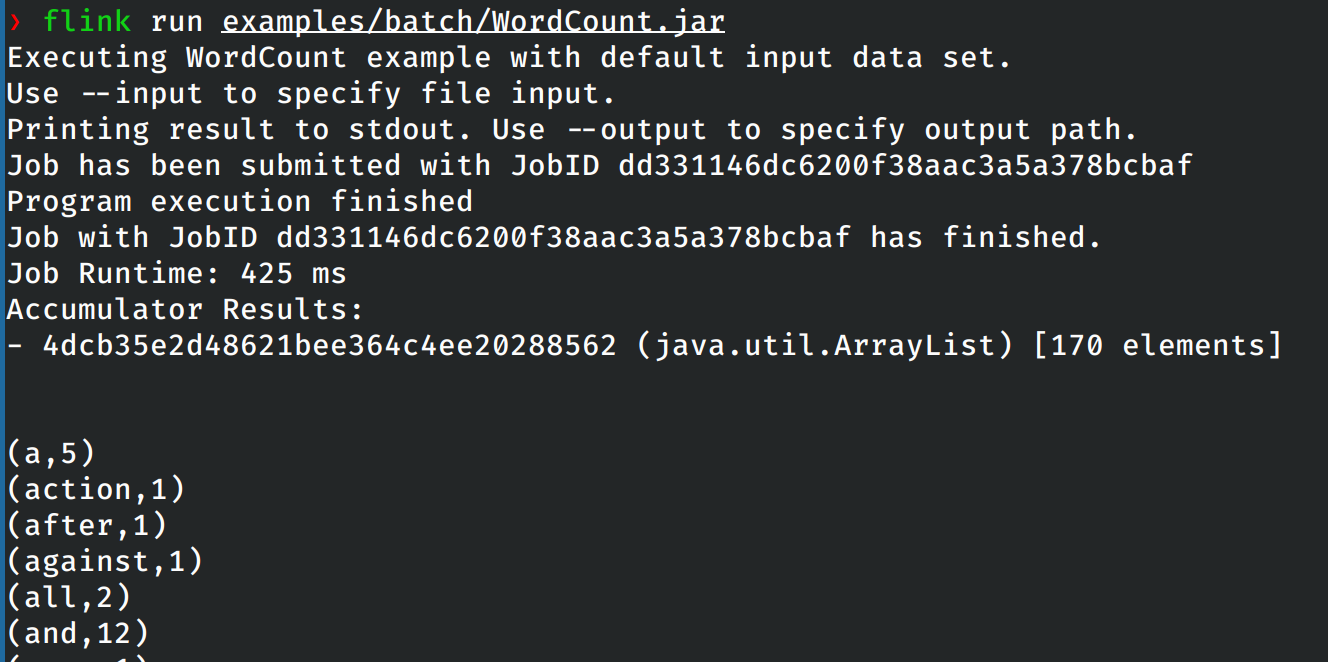 ❯ flink run examples/batch/WordCount.jar
Executing WordCount example with default input data set.
Use --input to specify file input.
Printing result to stdout. Use --output to specify output path.
Job has been submitted with JobID dd331146dc6200f38aac3a5a378bcbaf
Program execution finished
Job with JobID dd331146dc6200f38aac3a5a378bcbaf has finished.
Job Runtime: 425 ms
Accumulator Results:
- 4dcb35e2d48621bee364c4ee20288562 (java.util.ArrayList) [170 elements]
(a,5)
(action,1)
(after,1)
(against,1)
(all,2)
(and,12)